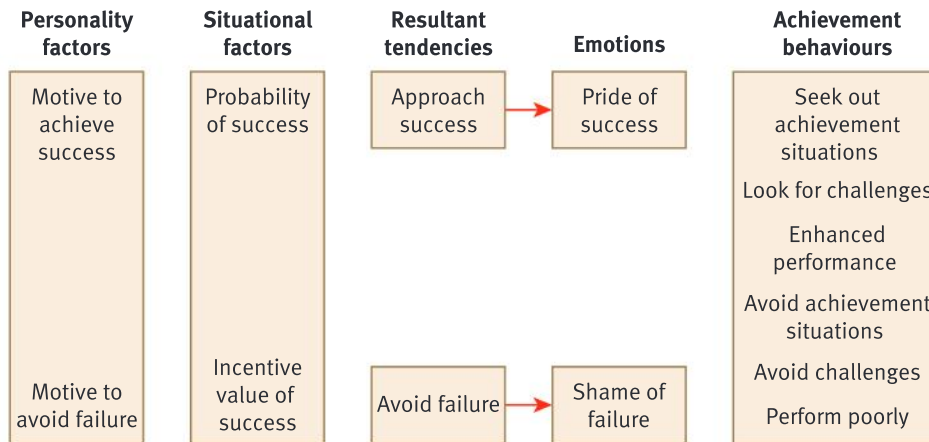 Personality
factors
Situational
factors
Resultant
tendencies
Emotions
Achievement
behaviours
Motive to
achieve
success
Motive to
avoid failure
Probability
of success
Incentive
value of
success
Approach
success
Avoid failure
Pride of
success
Shame of
failure
Seek out
achievement
situations
Look for challenges
Enhanced
performance
Avoid achievement
situations
Avoid challenges
Perform poorly